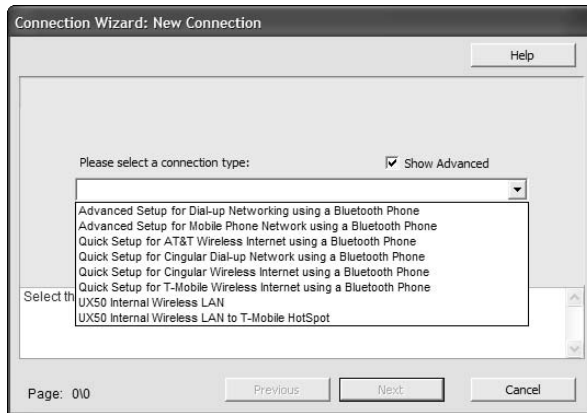 Connection Wizard: New Connection
Help
Please select a connection type:
Show Advanced
Advanced Setup for Dial-up Networking using a Bluetooth Phone
Advanced Setup for Mobile Phone Network using a Bluetooth Phone
Quick Setup for AT&T Wireless Internet using a Bluetooth Phone
Quick Setup for Cingular Dial-up Network using a Bluetooth Phone
Quick Setup for Cingular Wireless Internet using a Bluetooth Phone
Quick Setup for T-Mobile Wireless Internet using a Bluetooth Phone
UX50 Internal Wireless LAN
UX50 Internal Wireless LAN to T-Mobile HotSpot
Select th
Page: 0\0
Previous
Next
Cancel